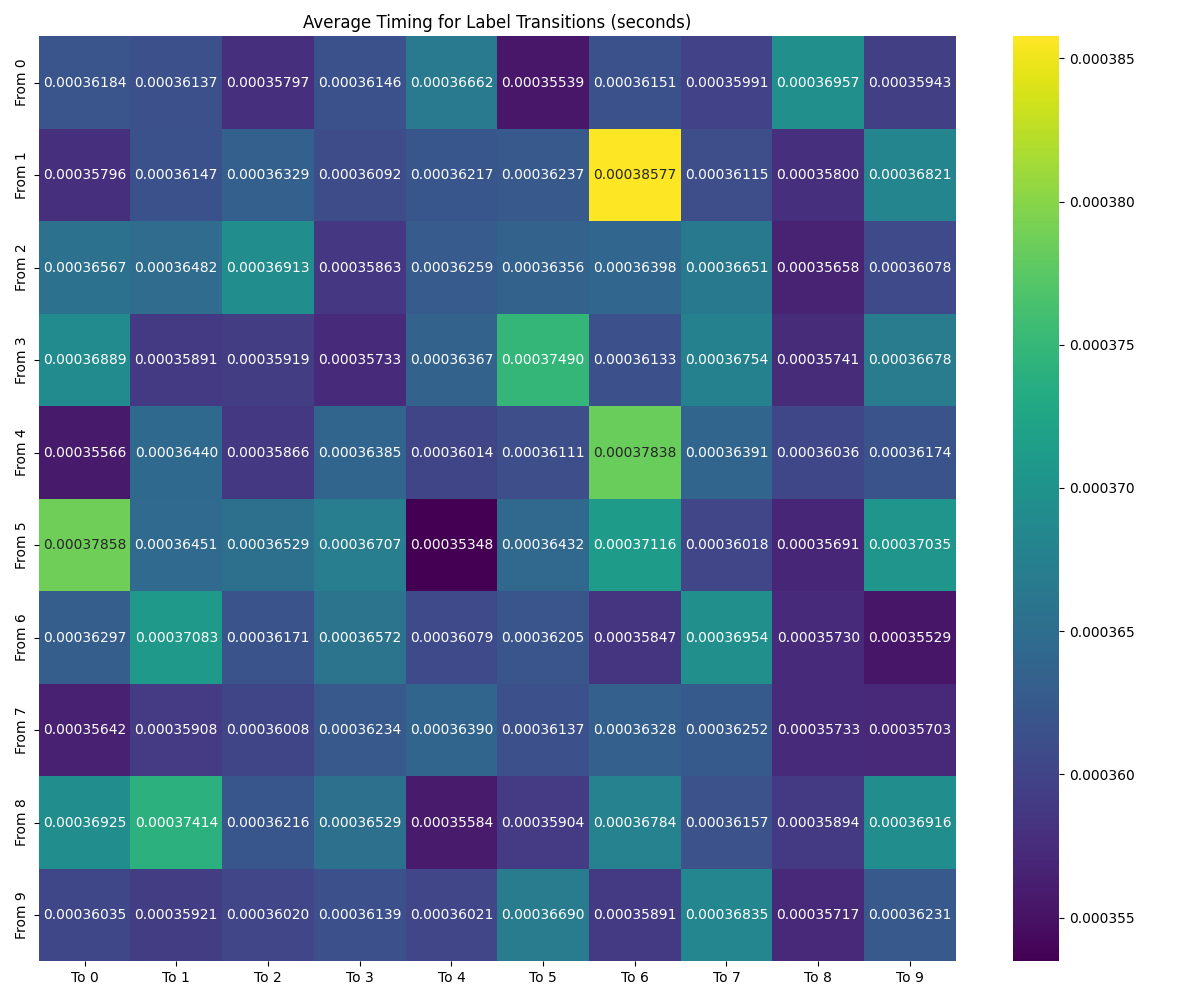 Average Timing for Label Transitions (seconds)
From 0 0.00036184 0.00036137 0.00035797 0.00036146 0.00036662 0.00035539 0.00036151 0.00035991 0.00036957 0.00035943
From 1 0.00035796 0.00036147 0.00036329 0.00036092 0.00036217 0.00036237 0.00038577 0.00036115 0.00035800 0.00036821
From 2 0.00036567 0.00036482 0.00036913 0.00035863 0.00036259 0.00036356 0.00036398 0.00036651 0.00035658 0.00036078
From 3 0.00036889 0.00035891 0.00035919 0.00035733 0.00036367 0.00037490 0.00036133 0.00036754 0.00035741 0.00036678
From 4 0.00035566 0.00036440 0.00035866 0.00036385 0.00036014 0.00036111 0.00037838 0.00036391 0.00036036 0.00036174
From 5 0.00037858 0.00036451 0.00036529 0.00036707 0.00035348 0.00036432 0.00037116 0.00036018 0.00035691 0.00037035
From 6 0.00036297 0.00037083 0.00036171 0.00036572 0.00036079 0.00036205 0.00035847 0.00036954 0.00035730 0.00035529
From 7 0.00035642 0.00035908 0.00036008 0.00036234 0.00036390 0.00036137 0.00036328 0.00036252 0.00035733 0.00035703
From 8 0.00036925 0.00037414 0.00036216 0.00036529 0.00035584 0.00035904 0.00036784 0.00036157 0.00035894 0.00036916
From 9 0.00036035 0.00035921 0.00036020 0.00036139 0.00036021 0.00036690 0.00035891 0.00036835 0.00035717 0.00036231
To 0 To 1 To 2 To 3 To 4 To 5 To 6 To 7 To 8 To 9
0.000385
0.000380
0.000375
0.000370
0.000365
0.000360
0.000355